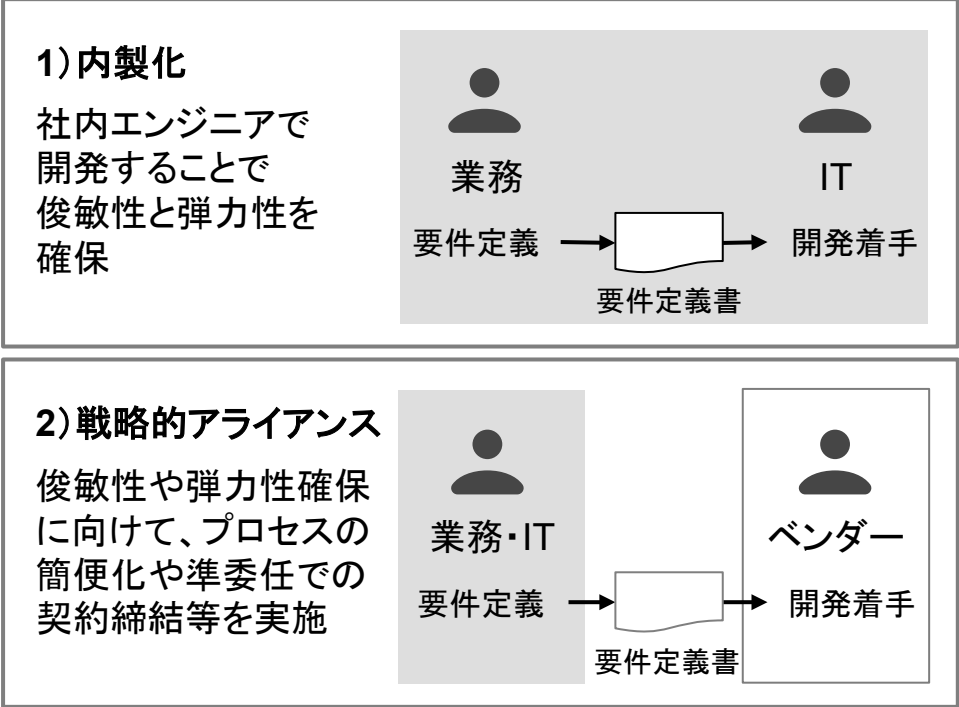 1）内製化
社内エンジニアで
開発することで
俊敏性と弾力性を
確保
業務
IT
要件定義
開発着手
要件定義書
2）戦略的アライアンス
俊敏性や弾力性確保
に向けて、プロセスの
簡便化や準委任での
契約締結等を実施
業務・IT
ベンダー
要件定義
開発着手
要件定義書